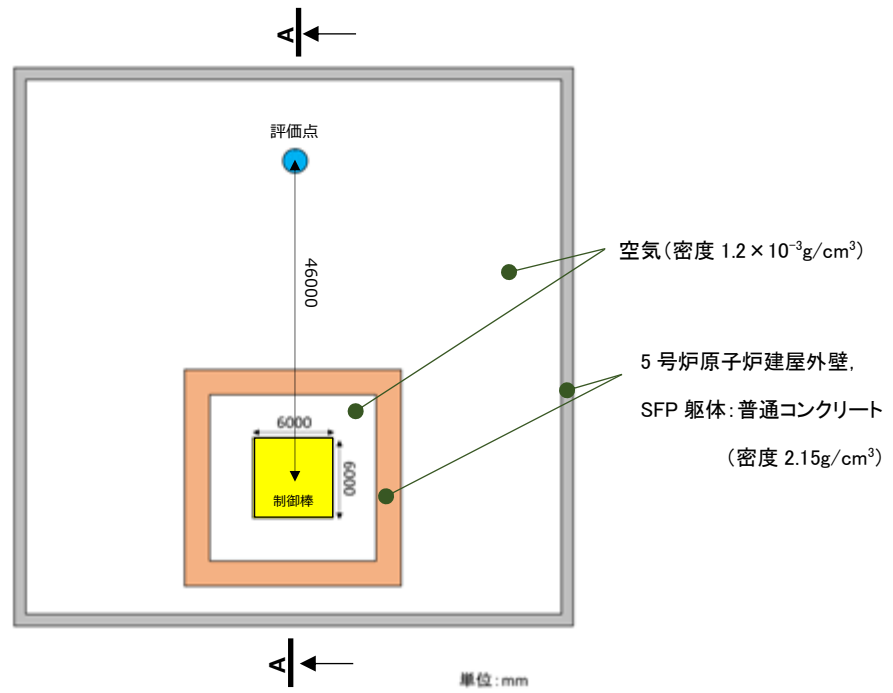 A
評価点
46000
空気(密度 1.2×10⁻³g/cm³)
5 号炉原子炉建屋外壁,
SFP 躯体:普通コンクリート
(密度 2.15g/cm³)
6000
6000
制御棒
A
単位:mm